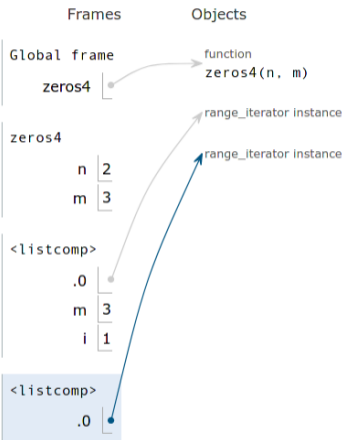 Frames Objects
Global frame
zeros4
function
zeros4(n, m)
range_iterator instance
range_iterator instance
zeros4
n 2
m 3
<listcomp>
.0
m 3
i 1
<listcomp>
.0